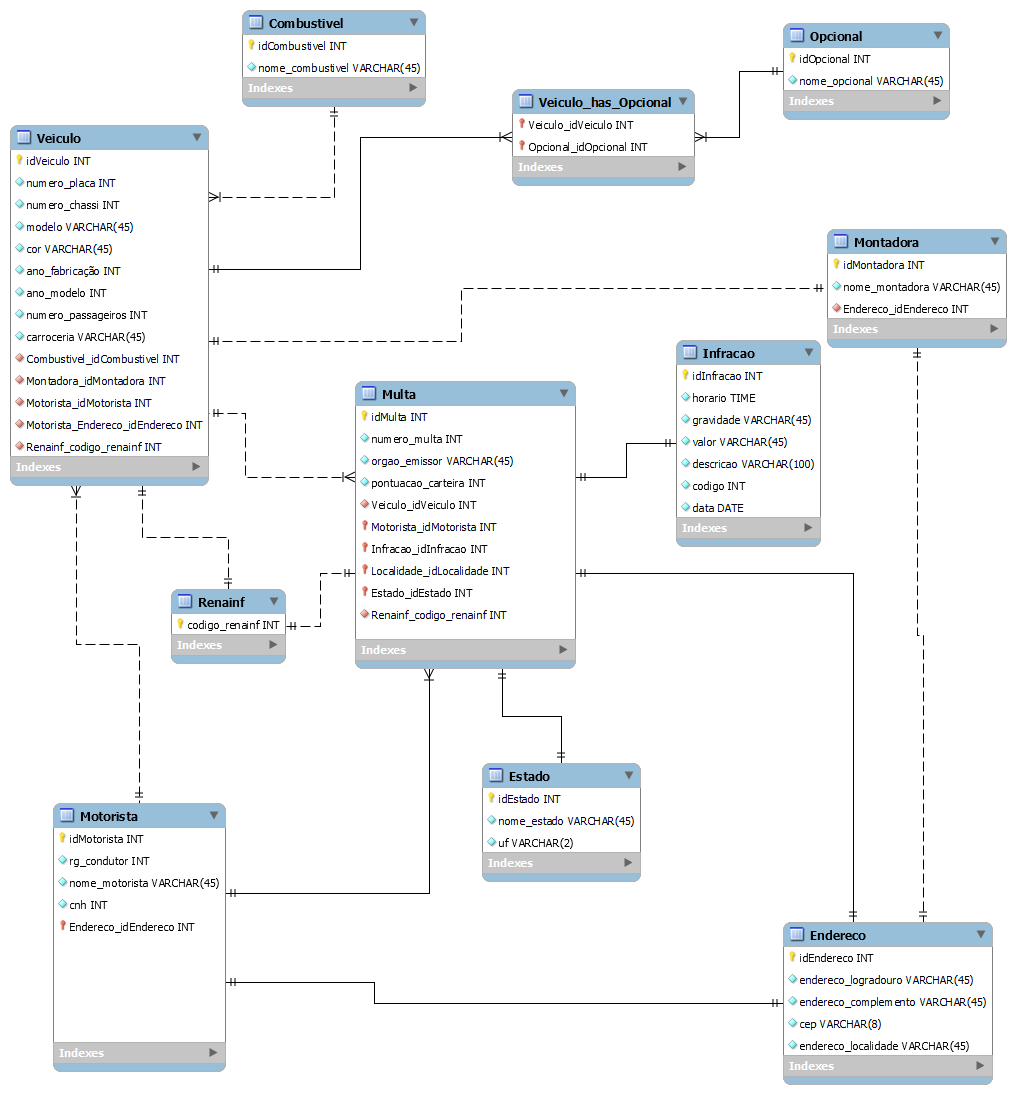 Combustivel
idCombustivel INT
nome_combustivel VARCHAR(45)
Indexes
Opcional
idOpcional INT
nome_opcional VARCHAR(45)
Indexes
Veiculo_has_Opcional
Veiculo_idVeiculo INT
Opcional_idOpcional INT
Indexes
Veiculo
idVeiculo INT
numero_placa INT
numero_chassi INT
modelo VARCHAR(45)
cor VARCHAR(45)
ano_fabricação INT
ano_modelo INT
numero_passageiros INT
carroceria VARCHAR(45)
Combustivel_idCombustivel INT
Montadora_idMontadora INT
Motorista_idMotorista INT
Motorista_Endereco_idEndereco INT
Renainf_codigo_renainf INT
Indexes
Montadora
idMontadora INT
nome_montadora VARCHAR(45)
Endereco_idEndereco INT
Indexes
Infracao
idInfracao INT
horario TIME
gravidade VARCHAR(45)
valor VARCHAR(45)
descricao VARCHAR(100)
codigo INT
data DATE
Indexes
Multa
idMulta INT
numero_multa INT
orgao_emissor VARCHAR(45)
pontuacao_carteira INT
Veiculo_idVeiculo INT
Motorista_idMotorista INT
Infracao_idInfracao INT
Localidade_idLocalidade INT
Estado_idEstado INT
Renainf_codigo_renainf INT
Indexes
Renainf
codigo_renainf INT
Indexes
Estado
idEstado INT
nome_estado VARCHAR(45)
uf VARCHAR(2)
Indexes
Motorista
idMotorista INT
rg_condutor INT
nome_motorista VARCHAR(45)
cnh INT
Endereco_idEndereco INT
Indexes
Endereco
idEndereco INT
endereco_logradouro VARCHAR(45)
endereco_complemento VARCHAR(45)
cep VARCHAR(8)
endereco_localidade VARCHAR(45)
Indexes